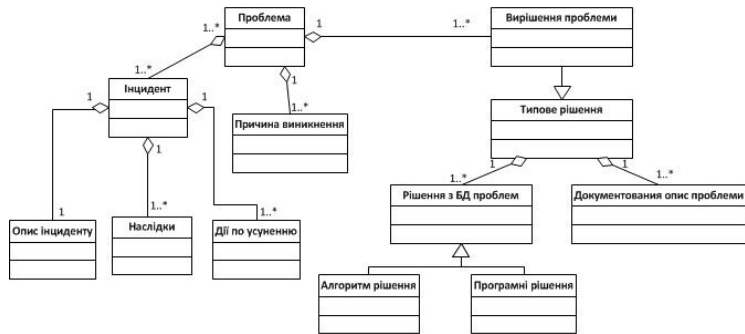 Проблема
Вирішення проблеми
1
1..*
1..*
1..*
1
Інцидент
1
1
1
1..*
Причина виникнення
Типове рішення
1
1
1..*
1..*
Рішення з БД проблем
Документования опис проблеми
1
1..*
1..*
Опис інциденту
Наслідки
Дії по усуненню
Алгоритм рішення
Програмні рішення